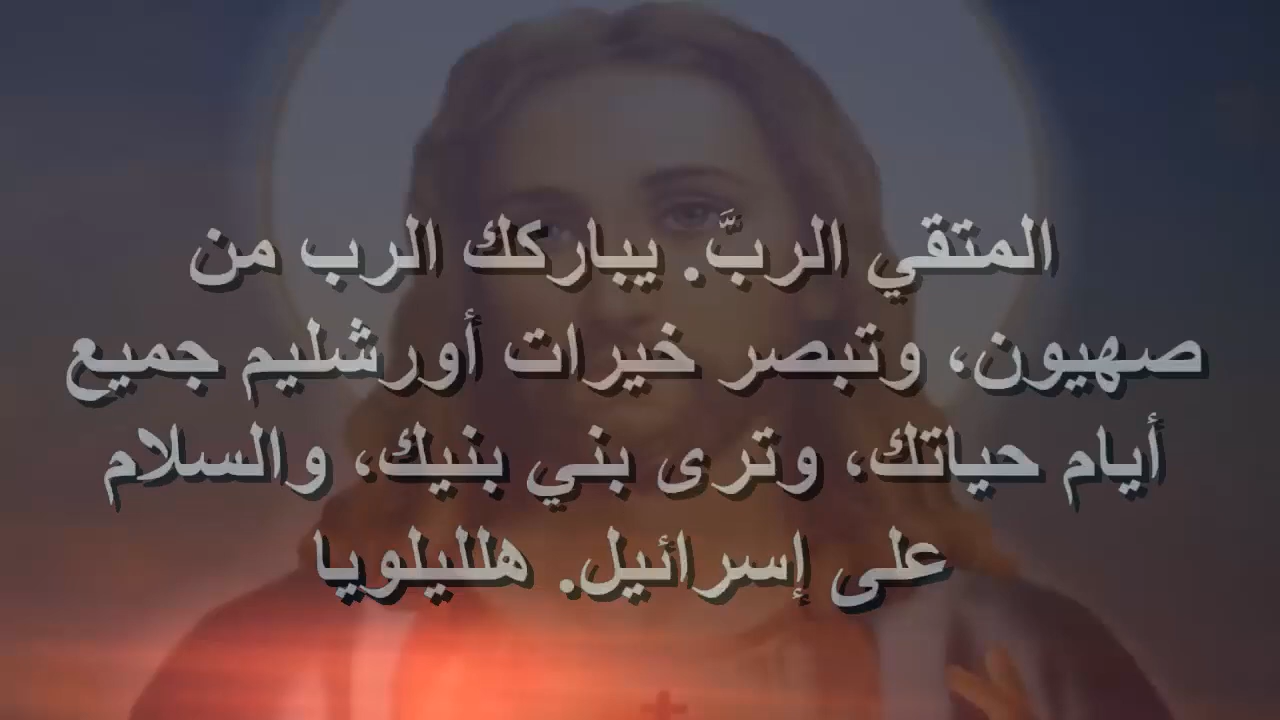 المتقي الربَّ. يباركك الرب من
صهيون، وتبصر خيرات أورشليم جميع
أيام حياتك، وترى بني بنيك، والسلام
على إسرائيل. هلليلويا